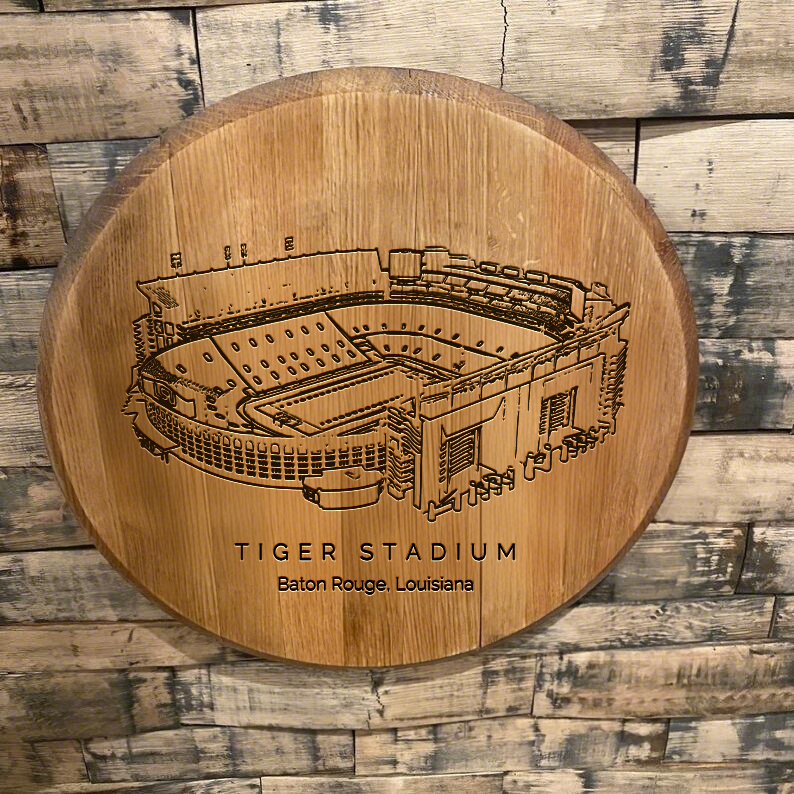 TIGER STADIUM
Baton Rouge, Louisiana